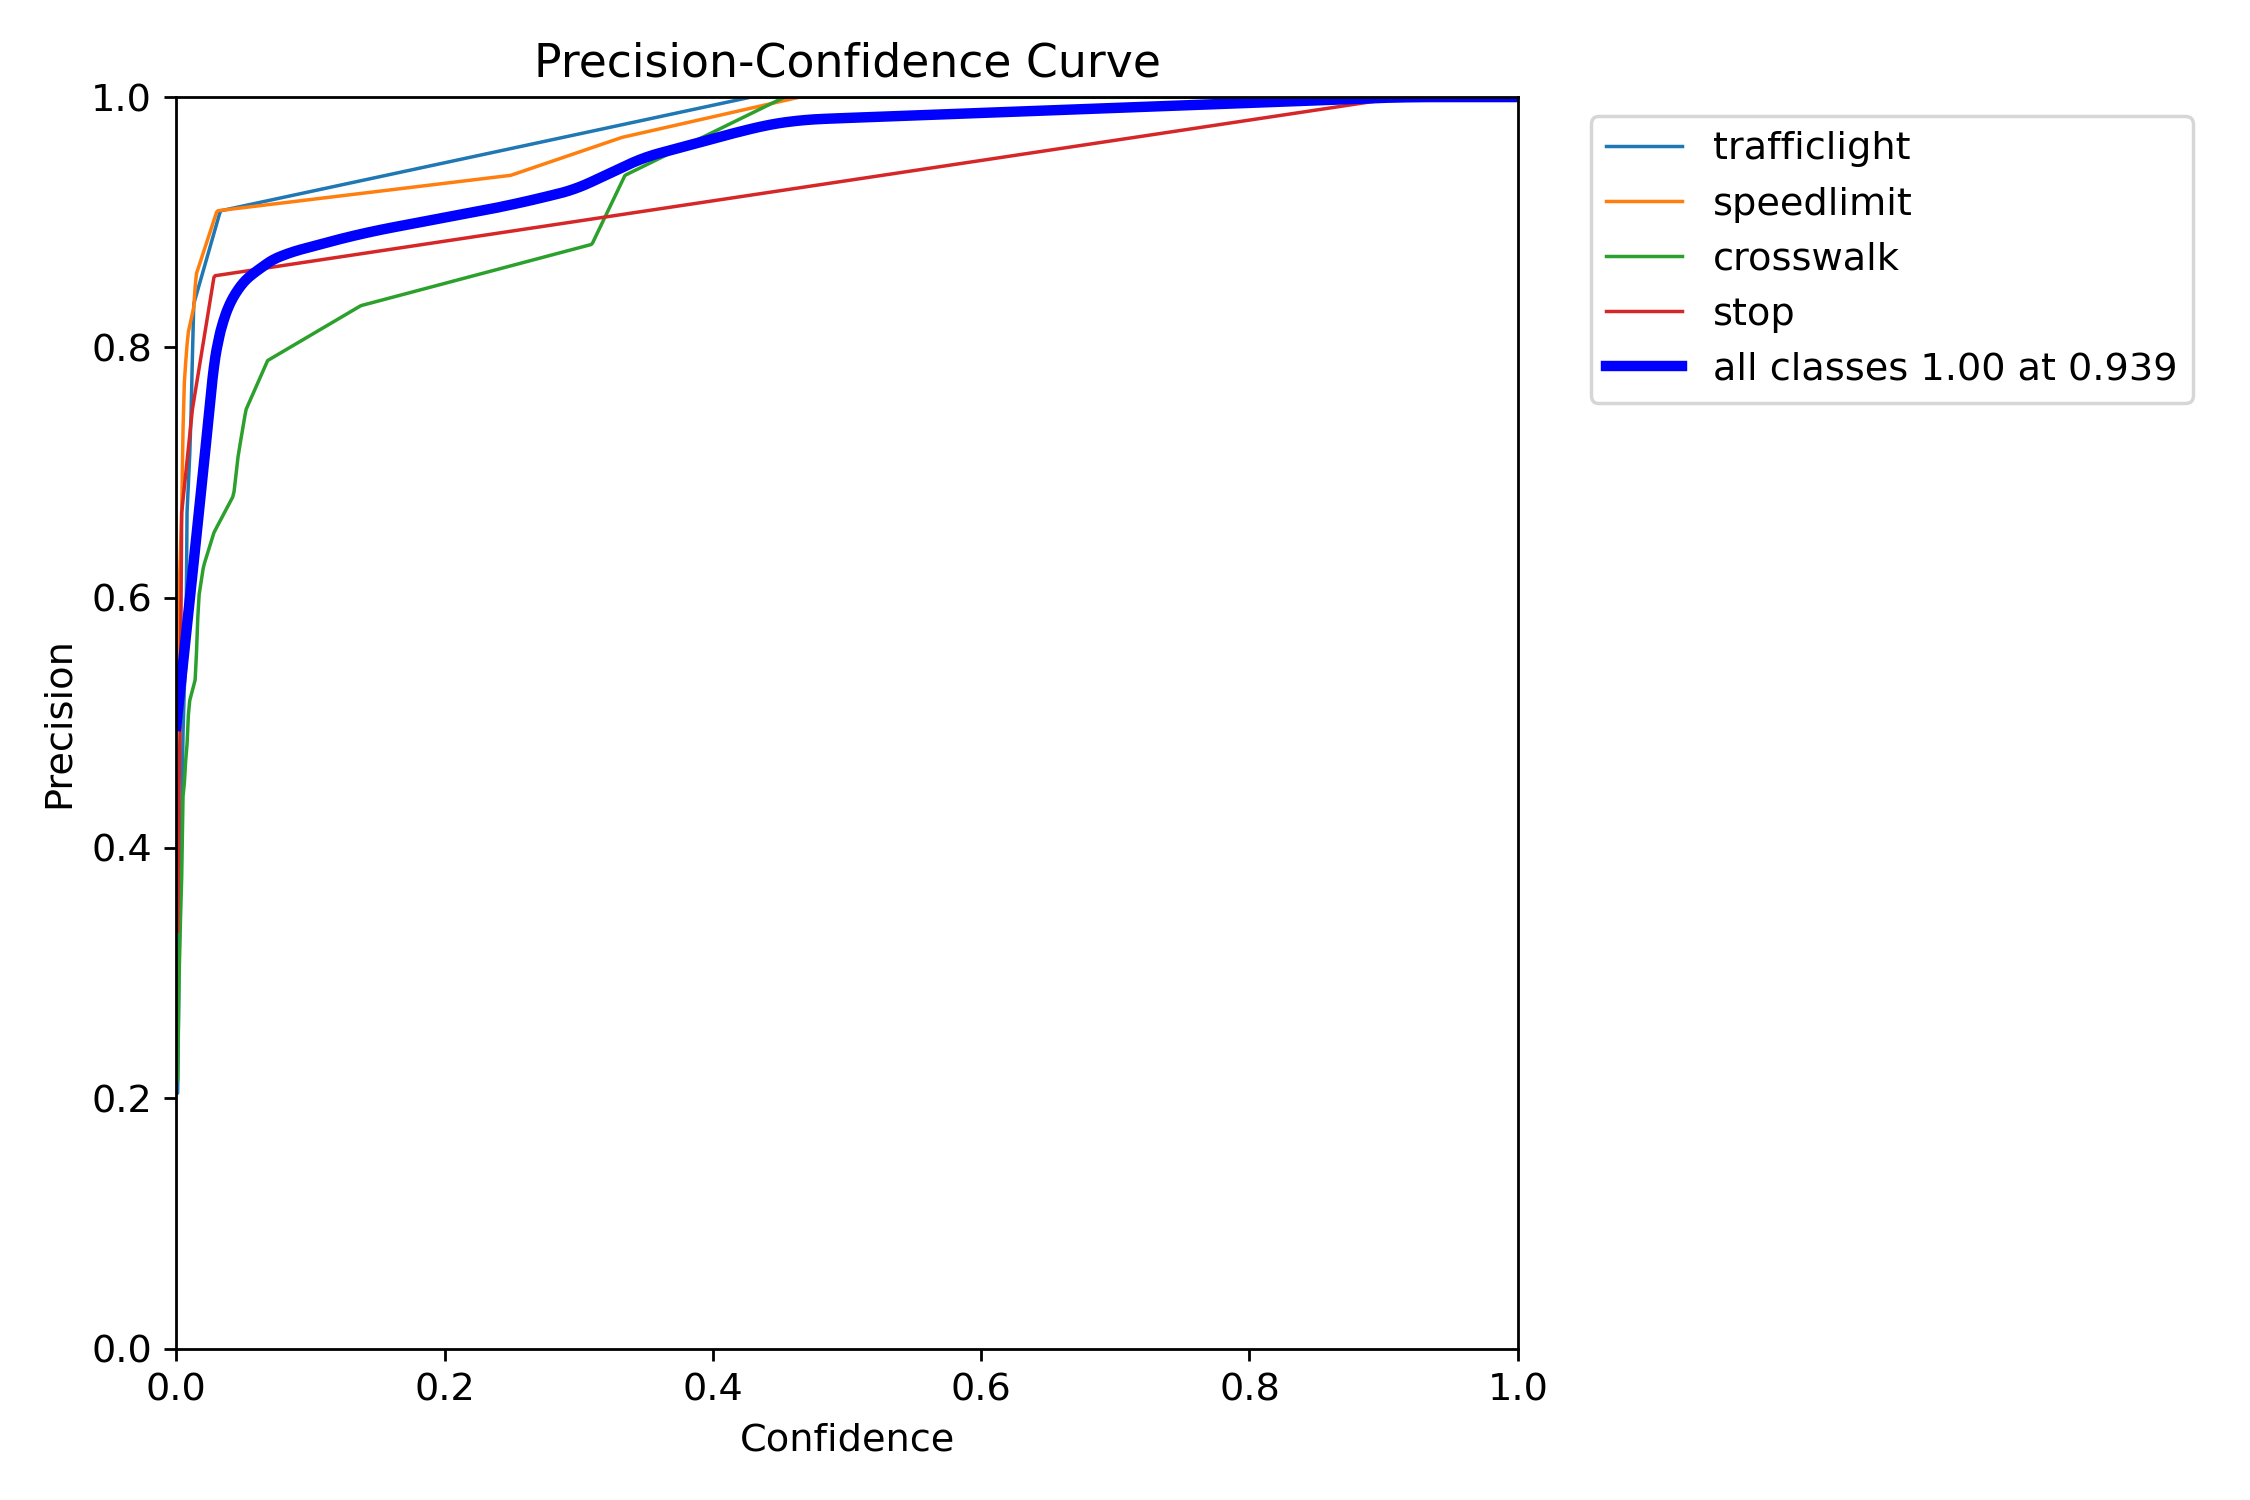 Precision-Confidence Curve
1.0
0.8
0.6
0.4
0.2
0.0
Precision
0.0 0.2 0.4 0.6 0.8 1.0
Confidence
trafficlight
speedlimit
crosswalk
stop
all classes 1.00 at 0.939